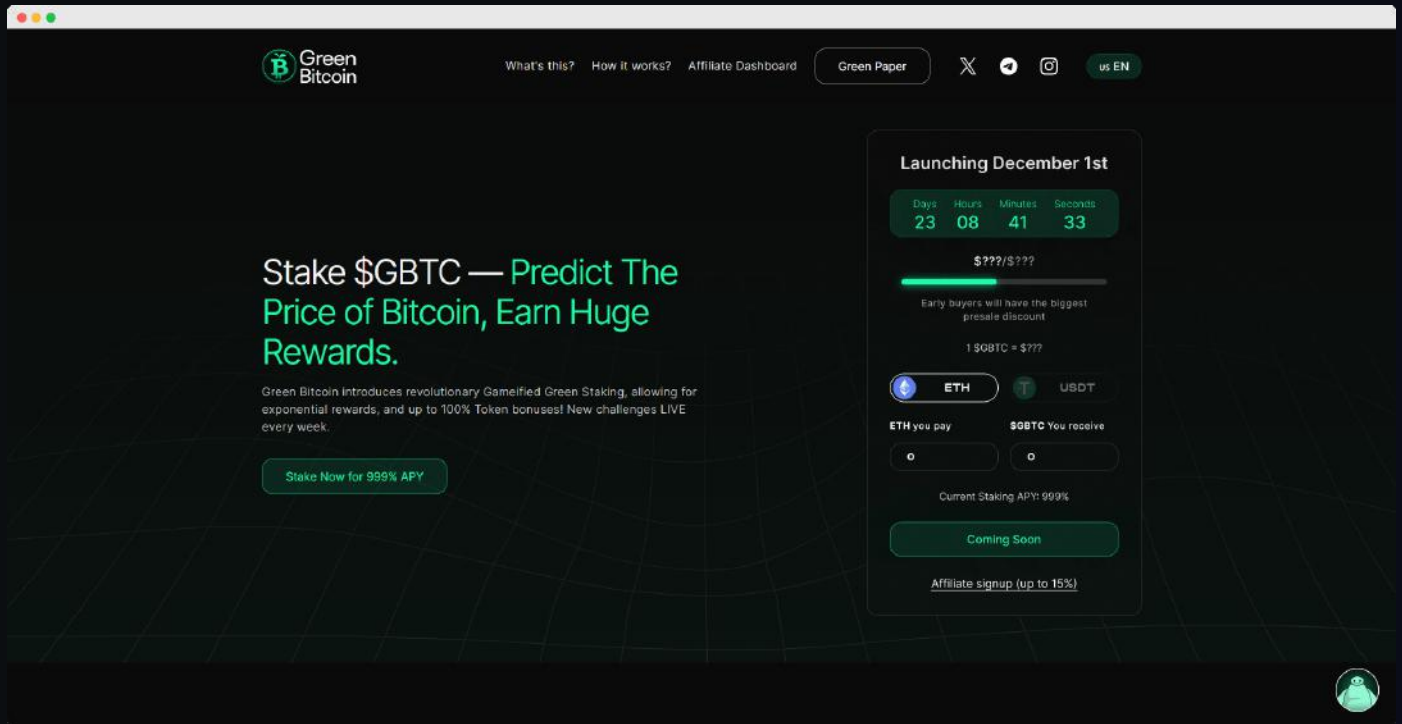 Green
Bitcoin
What's this? How it works? Affiliate Dashboard Green Paper us EN
Launching December 1st
Days Hours Minutes Seconds
23 08 41 33
$???/$???
Early buyers will have the biggest
presale discount
1 $GBTC = $???
ETH USDT
ETH you pay $GBTC You receive
0 0
Current Staking APY: 999%
Coming Soon
Affiliate signup (up to 15%)
Stake $GBTC — Predict The
Price of Bitcoin, Earn Huge
Rewards.
Green Bitcoin introduces revolutionary Gameified Green Staking, allowing for
exponential rewards, and up to 100% Token bonuses! New challenges LIVE
every week.
Stake Now for 999% APY